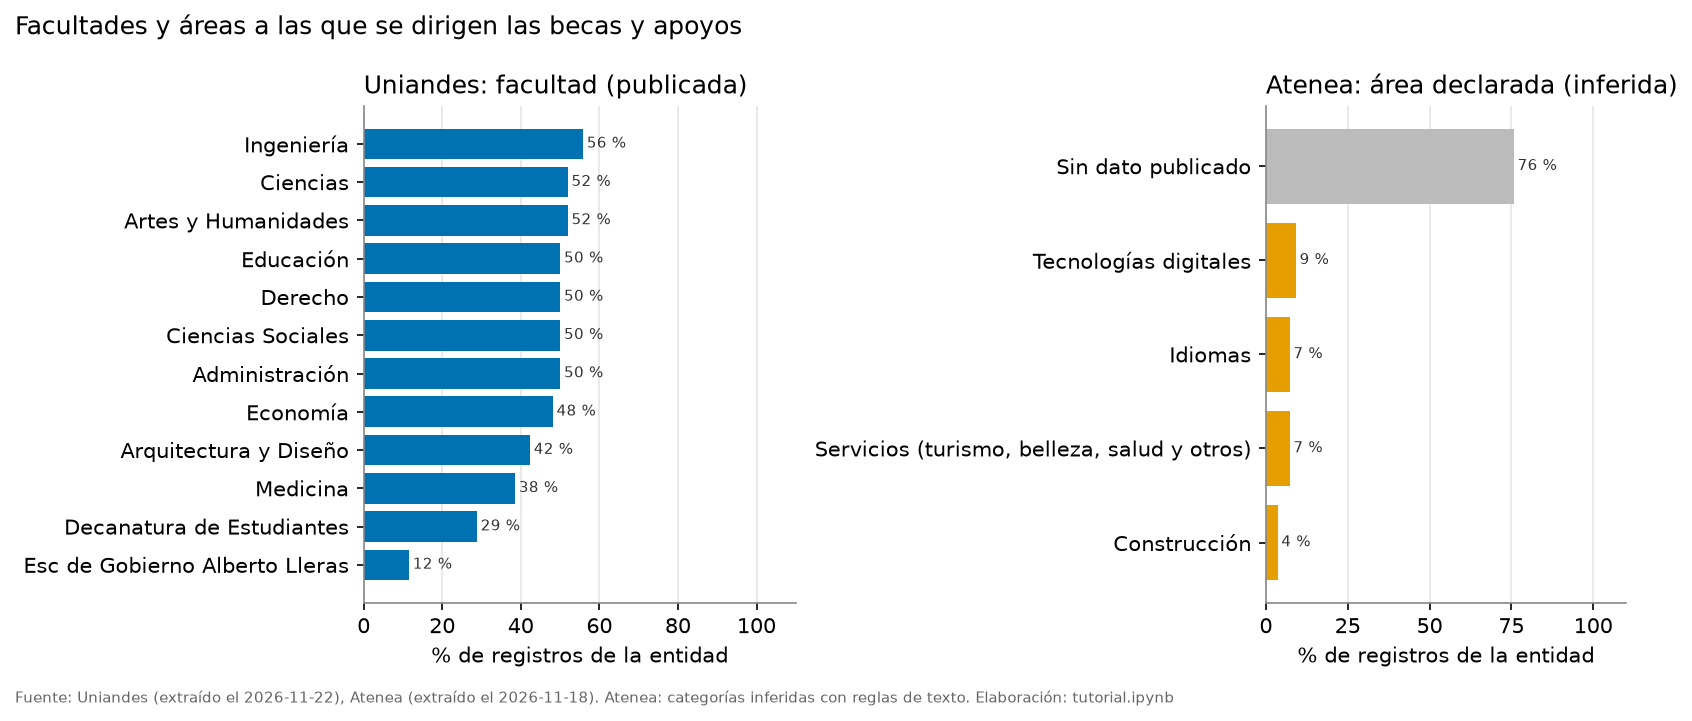 Facultades y áreas a las que se dirigen las becas y apoyos
Uniandes: facultad (publicada)
Ingeniería 56 %
Ciencias 52 %
Artes y Humanidades 52 %
Educación 50 %
Derecho 50 %
Ciencias Sociales 50 %
Administración 50 %
Economía 48 %
Arquitectura y Diseño 42 %
Medicina 38 %
Decanatura de Estudiantes 29 %
Esc de Gobierno Alberto Lleras 12 %
0 20 40 60 80 100
% de registros de la entidad
Atenea: área declarada (inferida)
Sin dato publicado 76 %
Tecnologías digitales 9 %
Idiomas 7 %
Servicios (turismo, belleza, salud y otros) 7 %
Construcción 4 %
0 25 50 75 100
% de registros de la entidad
Fuente: Uniandes (extraído el 2026-11-22), Atenea (extraído el 2026-11-18). Atenea: categorías inferidas con reglas de texto. Elaboración: tutorial.ipynb